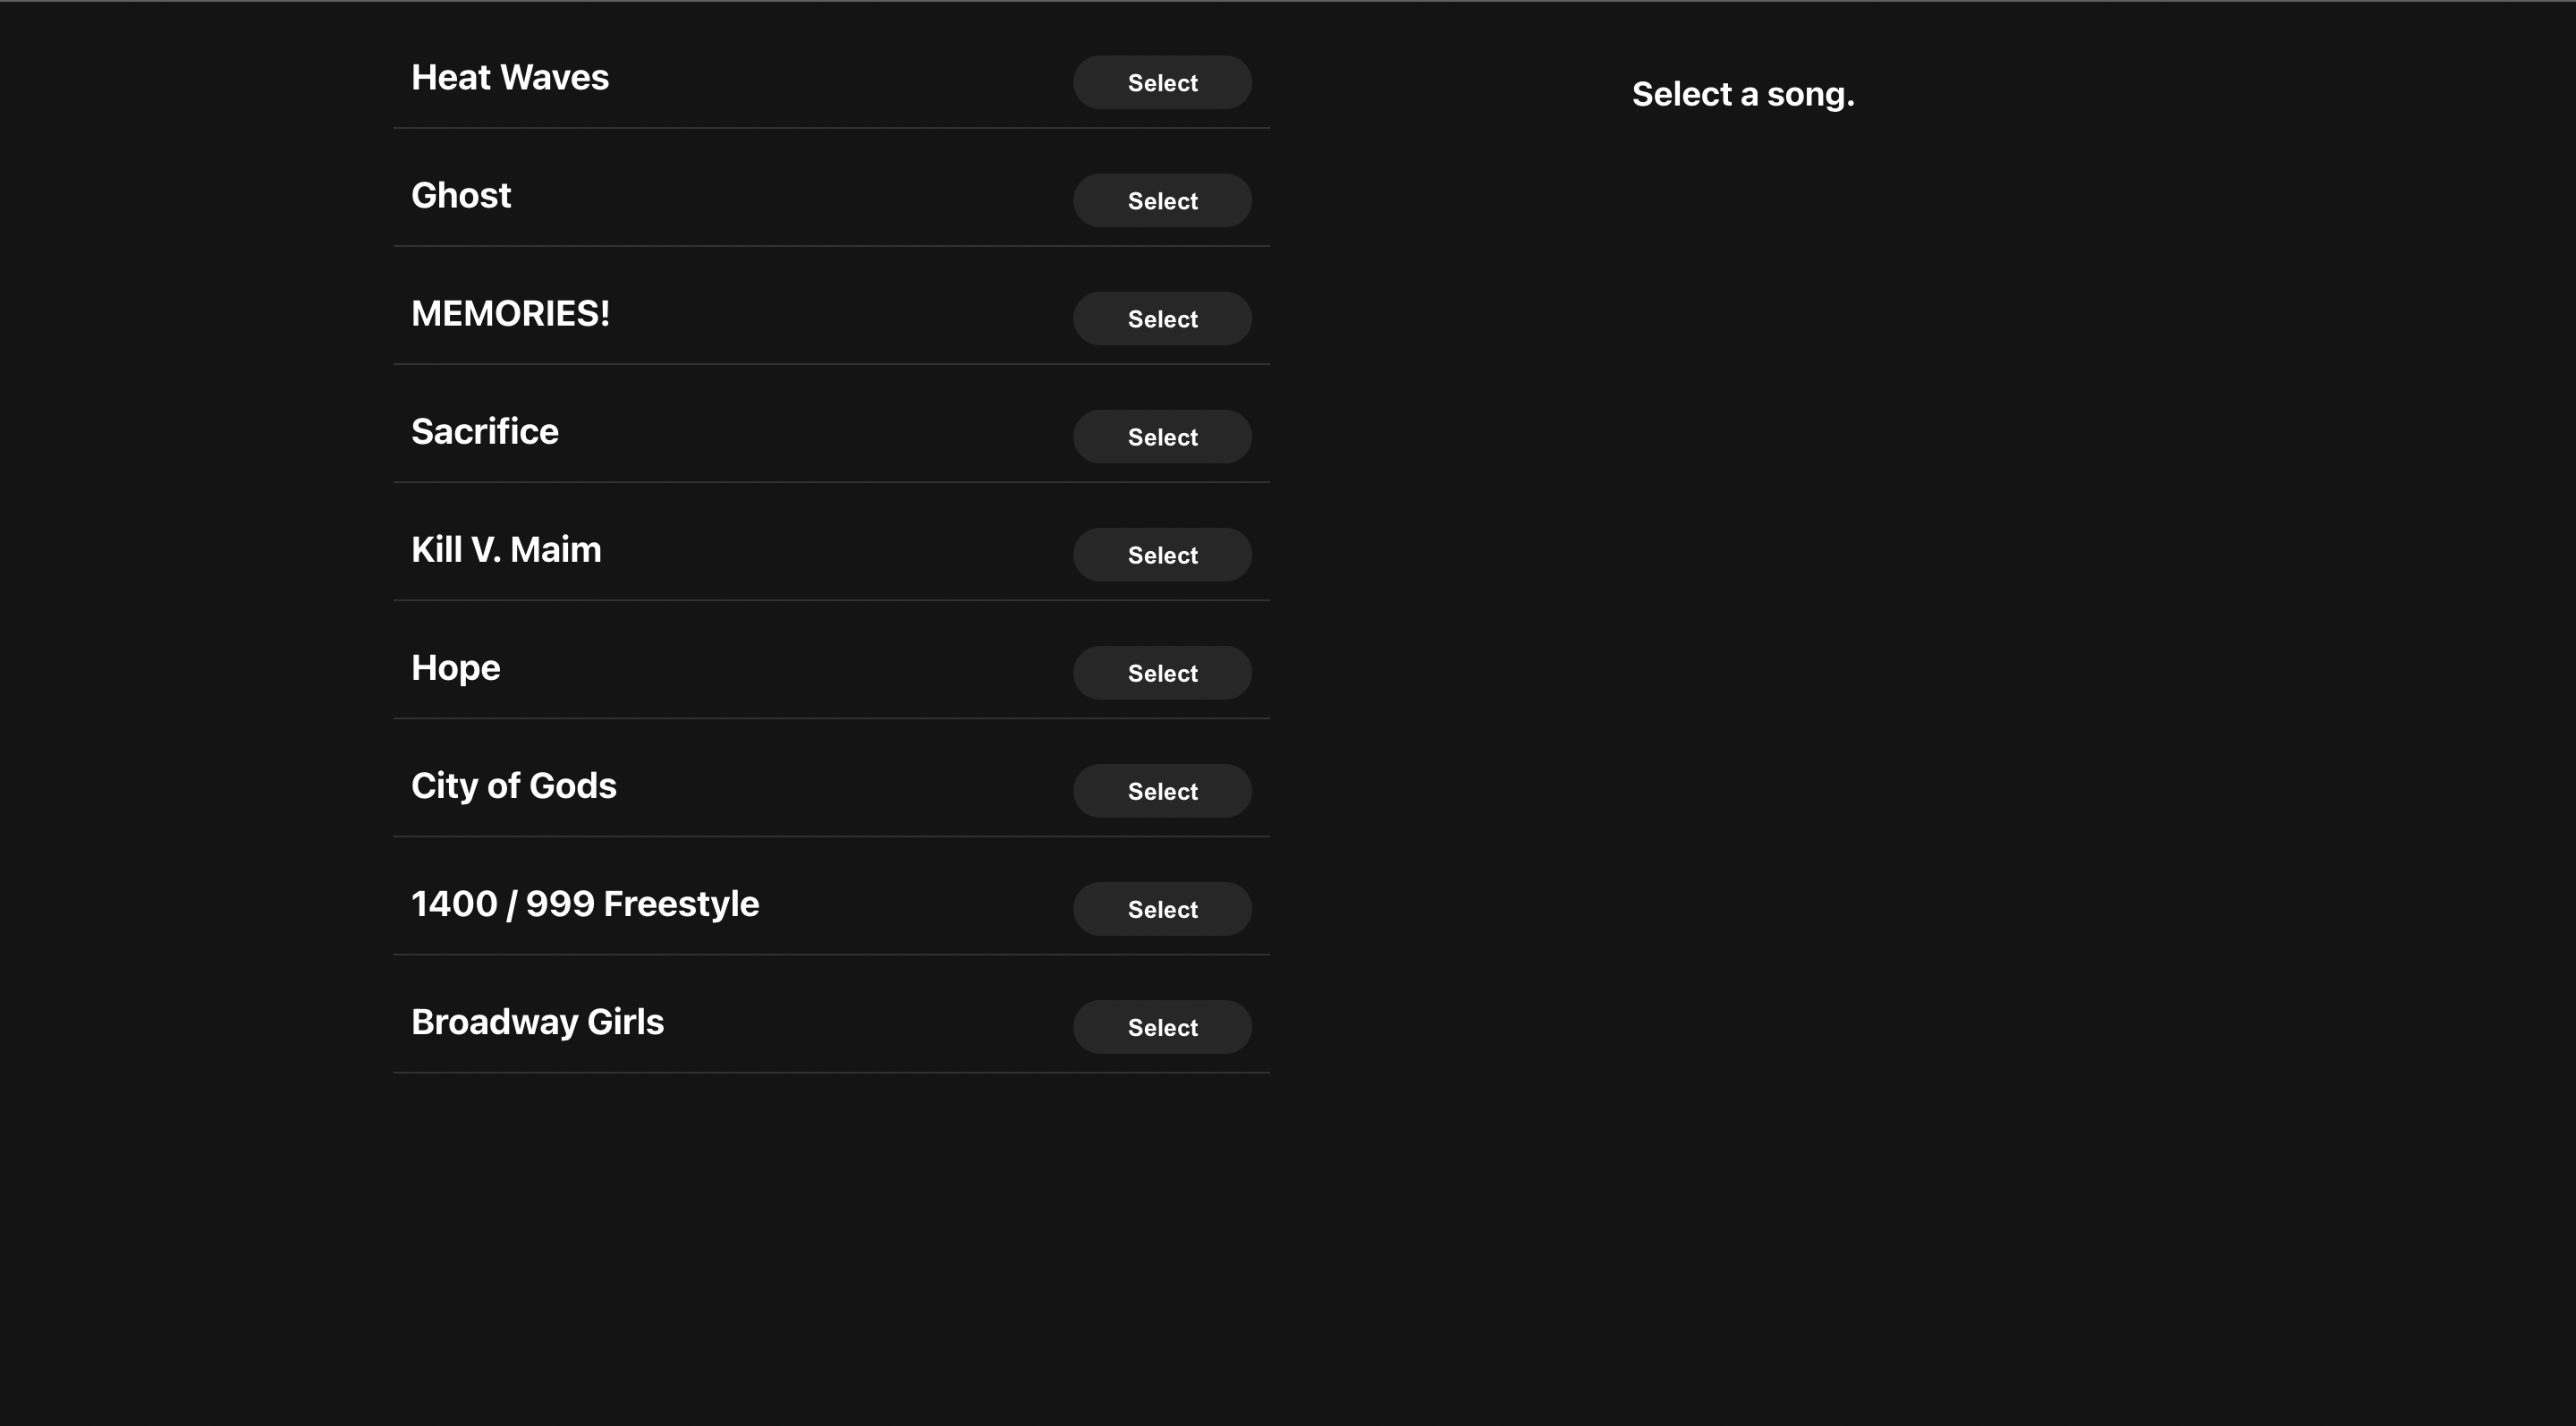 Heat Waves
Select
Ghost
Select
MEMORIES!
Select
Sacrifice
Select
Kill V. Maim
Select
Hope
Select
City of Gods
Select
1400 / 999 Freestyle
Select
Broadway Girls
Select
Select a song.